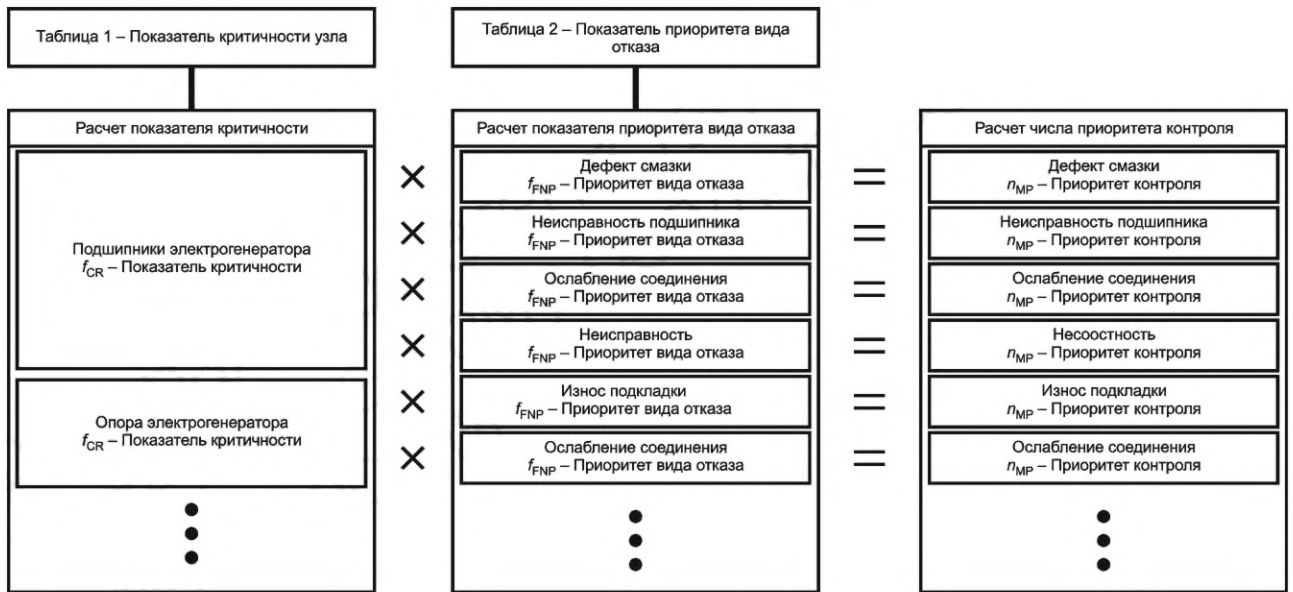 Таблица 1 – Показатель критичности узла
Таблица 2 – Показатель приоритета вида
отказа
Расчет показателя критичности
Подшипники электрогенератора
fCR – Показатель критичности
Опора электрогенератора
fCR – Показатель критичности
Расчет показателя приоритета вида отказа
× Дефект смазки =
fFNP – Приоритет вида отказа
× Неисправность подшипника =
fFNP – Приоритет вида отказа
× Ослабление соединения =
fFNP – Приоритет вида отказа
× Неисправность =
fFNP – Приоритет вида отказа
× Износ подкладки =
fFNP – Приоритет вида отказа
× Ослабление соединения =
fFNP – Приоритет вида отказа
Расчет числа приоритета контроля
Дефект смазки
nMP – Приоритет контроля
Неисправность подшипника
nMP – Приоритет контроля
Ослабление соединения
nMP – Приоритет контроля
Несоостность
nMP – Приоритет контроля
Износ подкладки
nMP – Приоритет контроля
Ослабление соединения
nMP – Приоритет контроля